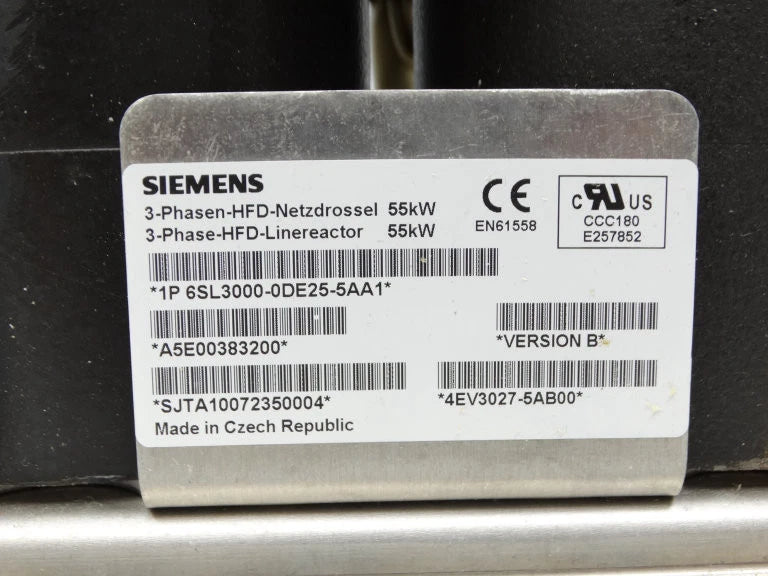 SIEMENS
3-Phasen-HFD-Netzdrossel 55kW
3-Phase-HFD-Linereactor 55kW
CE
EN61558
c RU US
CCC180
E257852
*1P 6SL3000-0DE25-5AA1*
*A5E00383200*
*VERSION B*
*SJTA10072350004*
*4EV3027-5AB00*
Made in Czech Republic